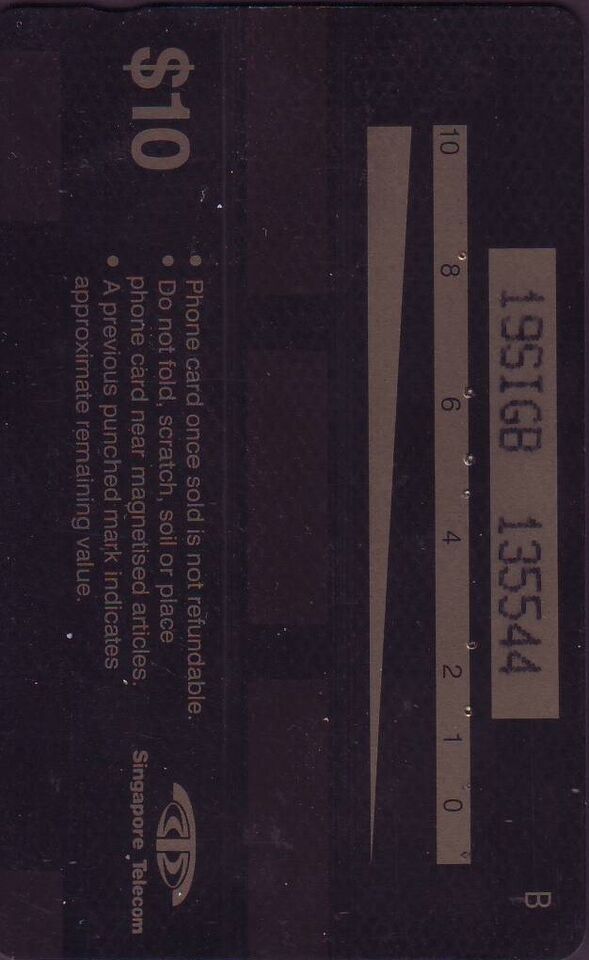 B
19SIGB 135544
10 8 6 4 2 1 0
$10
• Phone card once sold is not refundable.
• Do not fold, scratch, soil or place
phone card near magnetised articles.
• A previous punched mark indicates
approximate remaining value.
Singapore Telecom